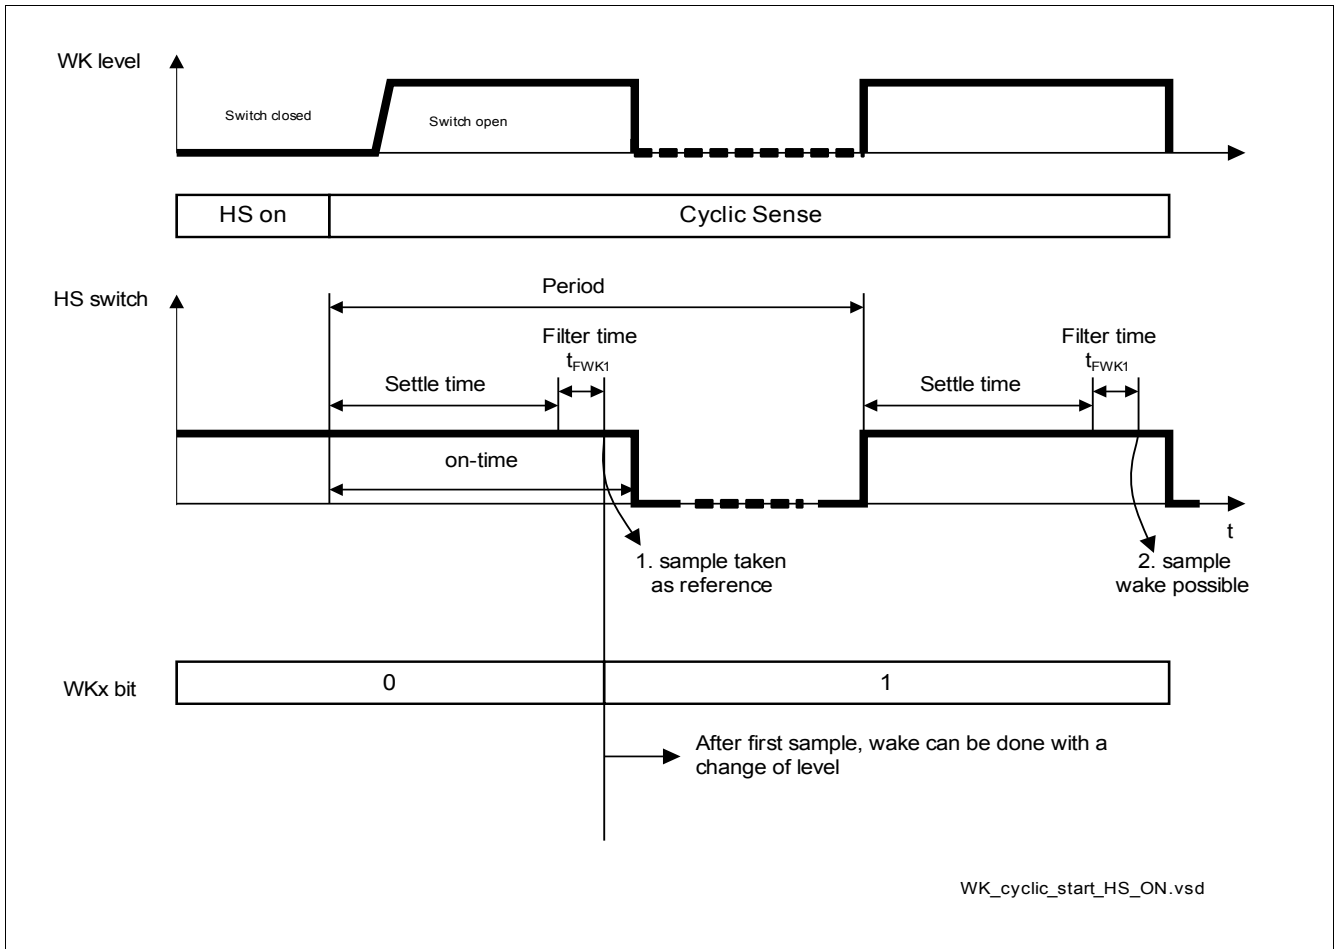 WK level
Switch closed
Switch open
HS on
Cyclic Sense
HS switch
Period
Filter time
tFWK1
Filter time
tFWK1
Settle time
Settle time
on-time
t
1. sample taken
as reference
2. sample
wake possible
WKx bit
0
1
After first sample, wake can be done with a
change of level
WK_cyclic_start_HS_ON.vsd